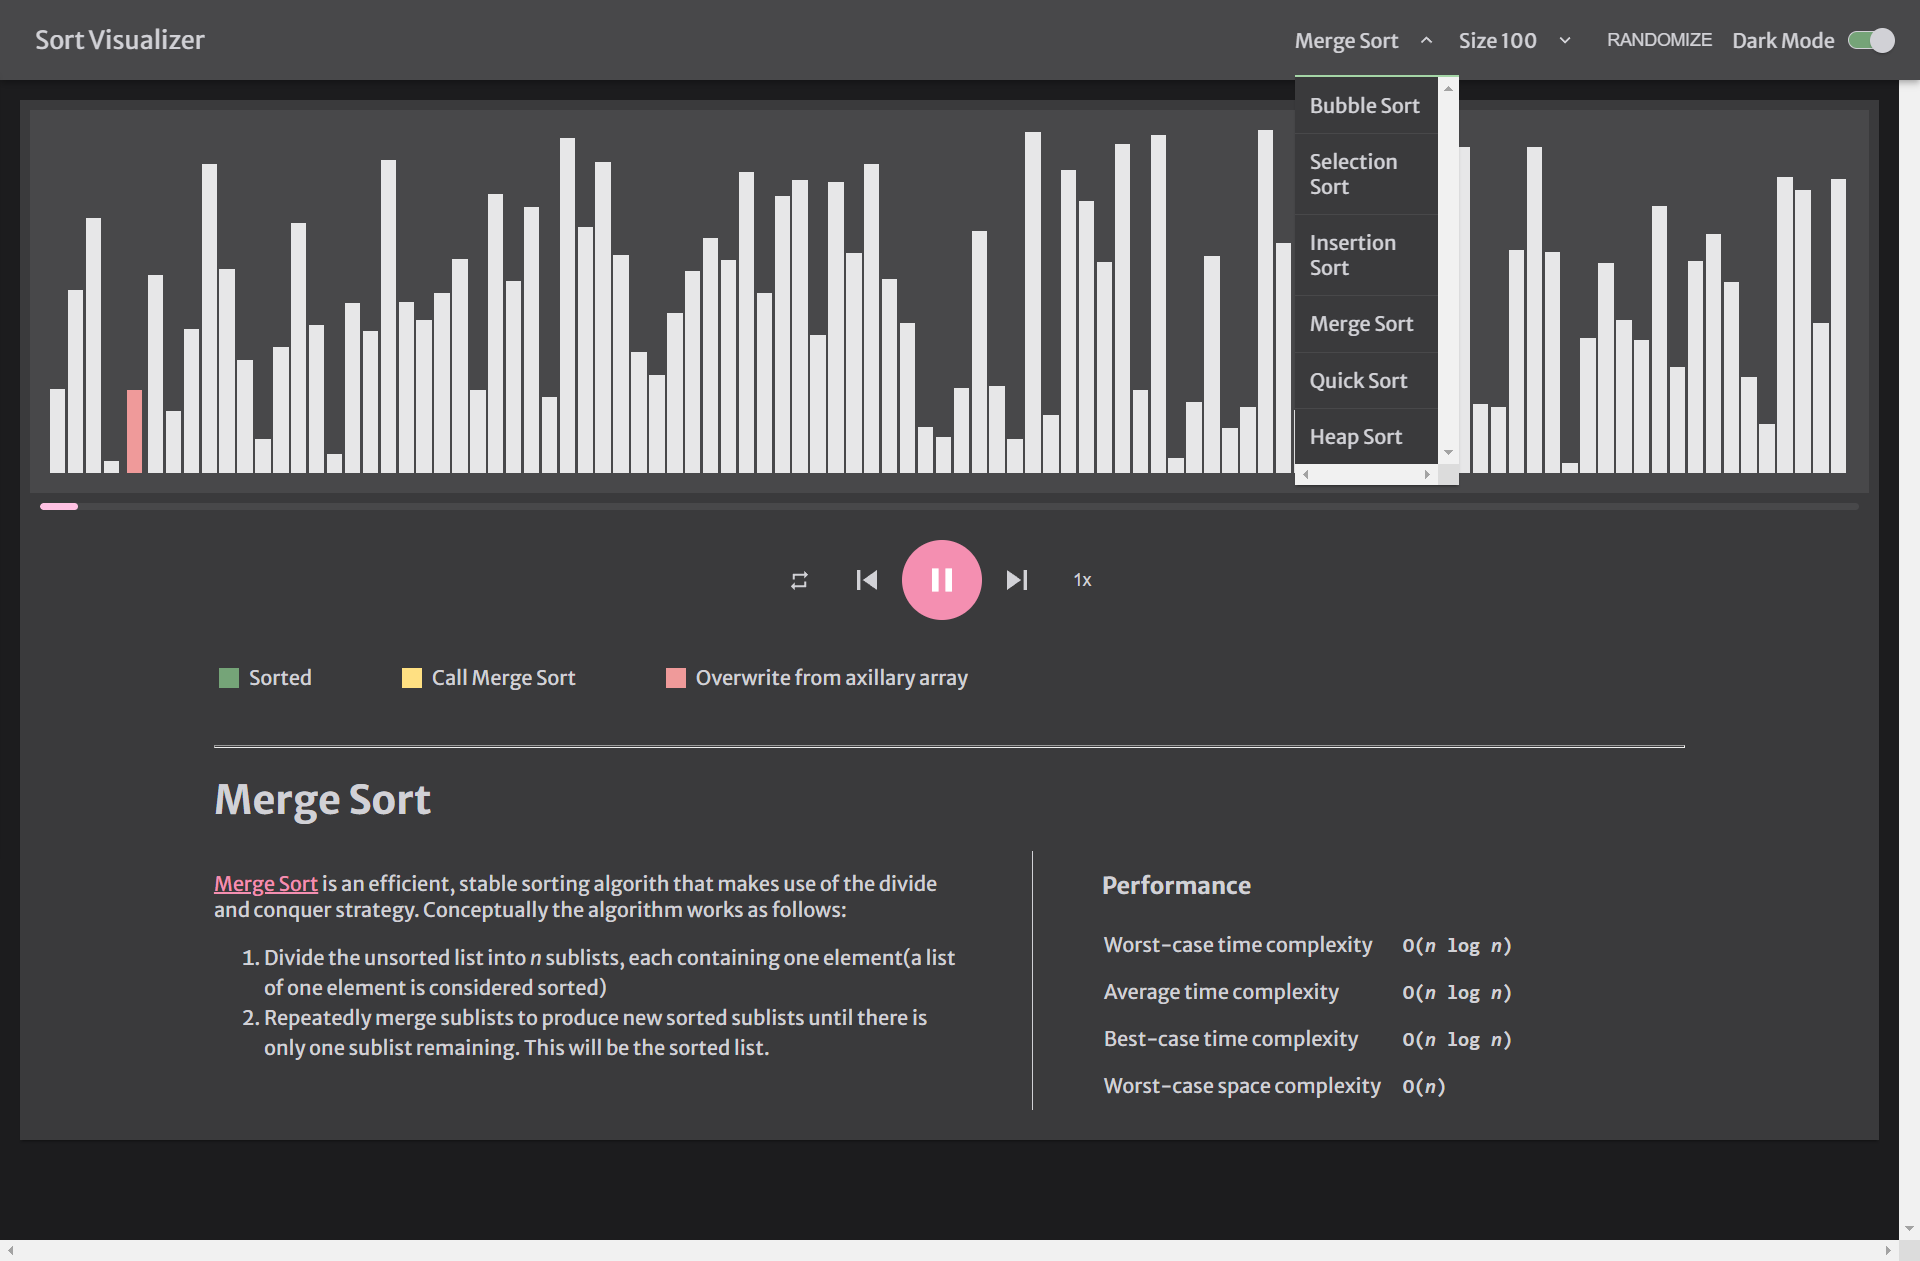 Sort Visualizer
Merge Sort
Size 100
RANDOMIZE
Dark Mode
Bubble Sort
Selection
Sort
Insertion
Sort
Merge Sort
Quick Sort
Heap Sort
1x
Sorted
Call Merge Sort
Overwrite from axillary array
Merge Sort
Merge Sort is an efficient, stable sorting algorith that makes use of the divide
and conquer strategy. Conceptually the algorithm works as follows:
1. Divide the unsorted list into n sublists, each containing one element(a list
of one element is considered sorted)
2. Repeatedly merge sublists to produce new sorted sublists until there is
only one sublist remaining. This will be the sorted list.
Performance
Worst-case time complexity O(n log n)
Average time complexity O(n log n)
Best-case time complexity O(n log n)
Worst-case space complexity O(n)